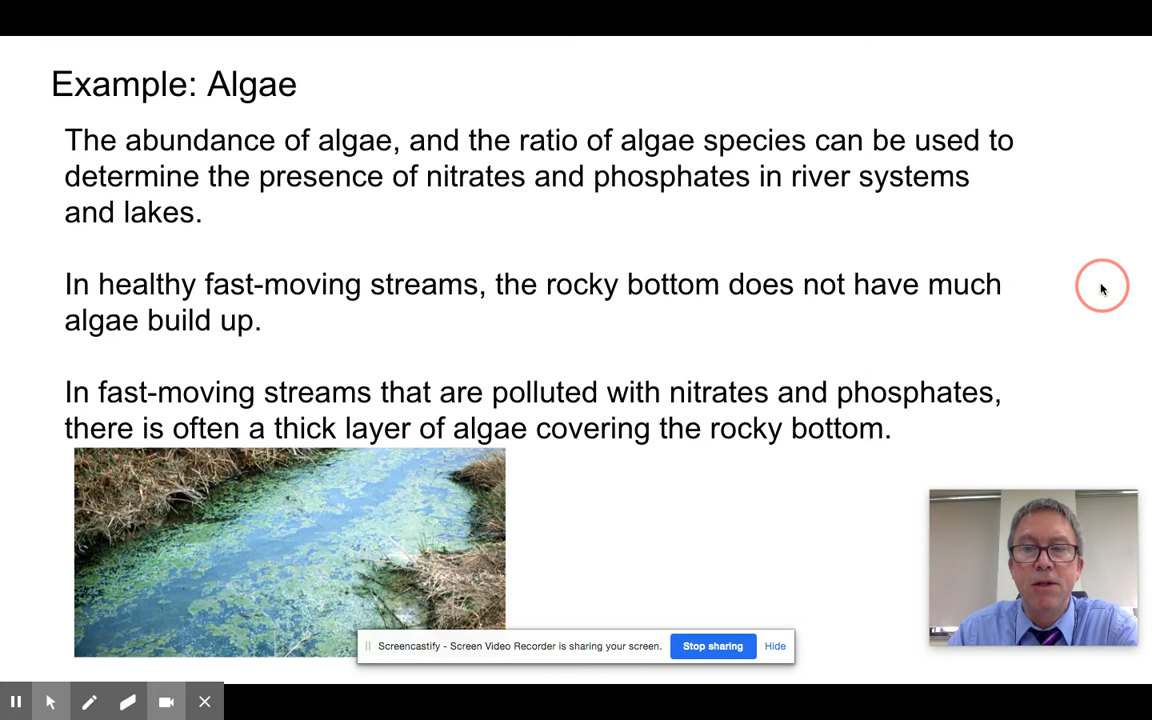 Example: Algae
The abundance of algae, and the ratio of algae species can be used to
determine the presence of nitrates and phosphates in river systems
and lakes.
In healthy fast-moving streams, the rocky bottom does not have much
algae build up.
In fast-moving streams that are polluted with nitrates and phosphates,
there is often a thick layer of algae covering the rocky bottom.
Screencastify - Screen Video Recorder is sharing your screen. Stop sharing Hide